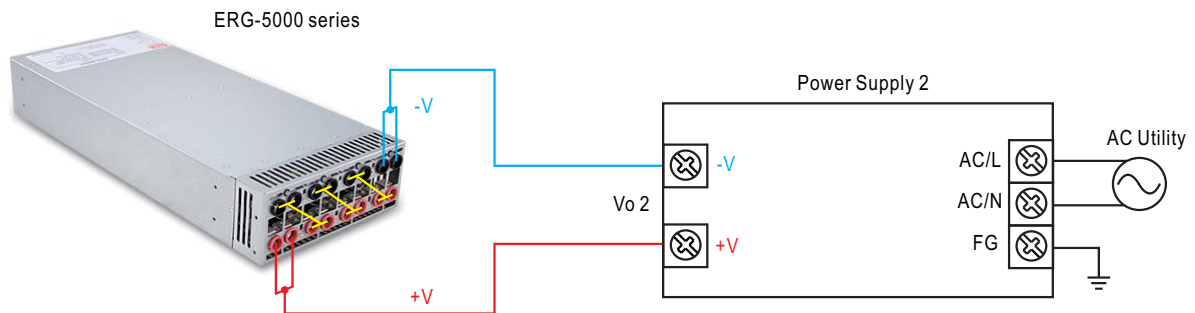 ERG-5000 series
-V
Power Supply 2
AC/L
AC Utility
-V
Vo 2
AC/N
+V
FG
+V